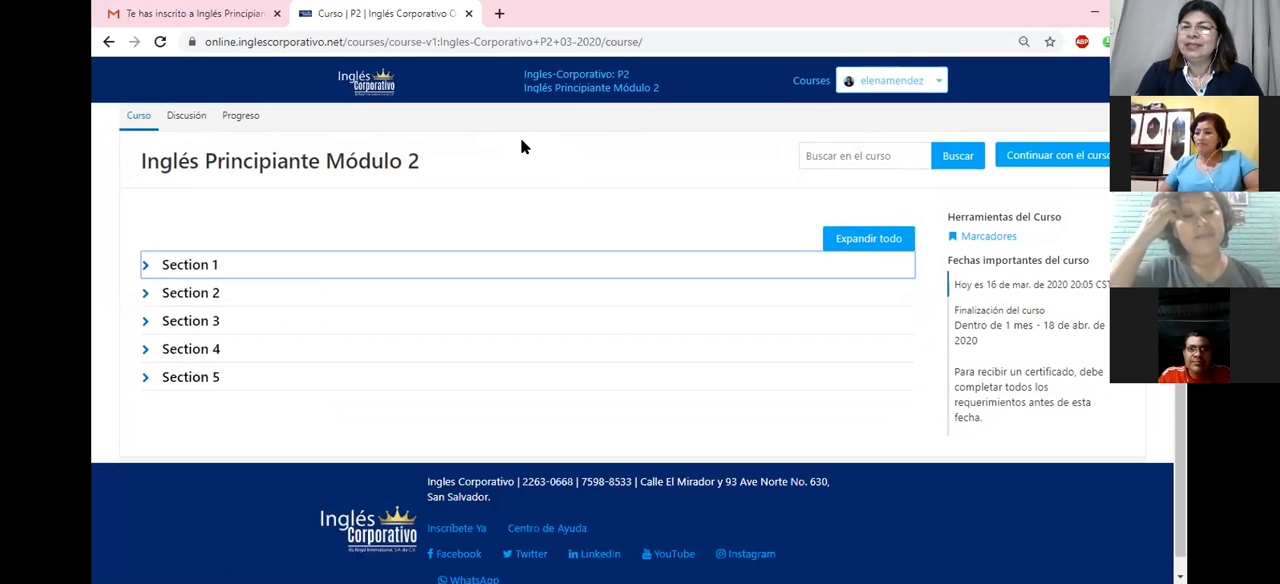 Te has inscrito a Inglés Principian
Curso | P2 | Inglés Corporativo O
online.inglescorporativo.net/courses/course-v1:Ingles-Corporativo+P2+03-2020/course/
ABP
Inglés
Corporativo
Ingles-Corporativo: P2
Inglés Principiante Módulo 2
Courses
elenamendez
Curso
Discusión
Progreso
Inglés Principiante Módulo 2
Buscar en el curso
Buscar
Continuar con el curso
Expandir todo
Section 1
Section 2
Section 3
Section 4
Section 5
Herramientas del Curso
Marcadores
Fechas importantes del curso
Hoy es 16 de mar. de 2020 20:05 CST
Finalización del curso
Dentro de 1 mes - 18 de abr. de
2020
Para recibir un certificado, debe
completar todos los
requerimientos antes de esta
fecha.
Inglés
Corporativo
Ingles Corporativo | 2263-0668 | 7598-8533 | Calle El Mirador y 93 Ave Norte No. 630,
San Salvador.
Inscríbete Ya
Centro de Ayuda
Facebook
Twitter
Linkedin
YouTube
Instagram
WhatsApp